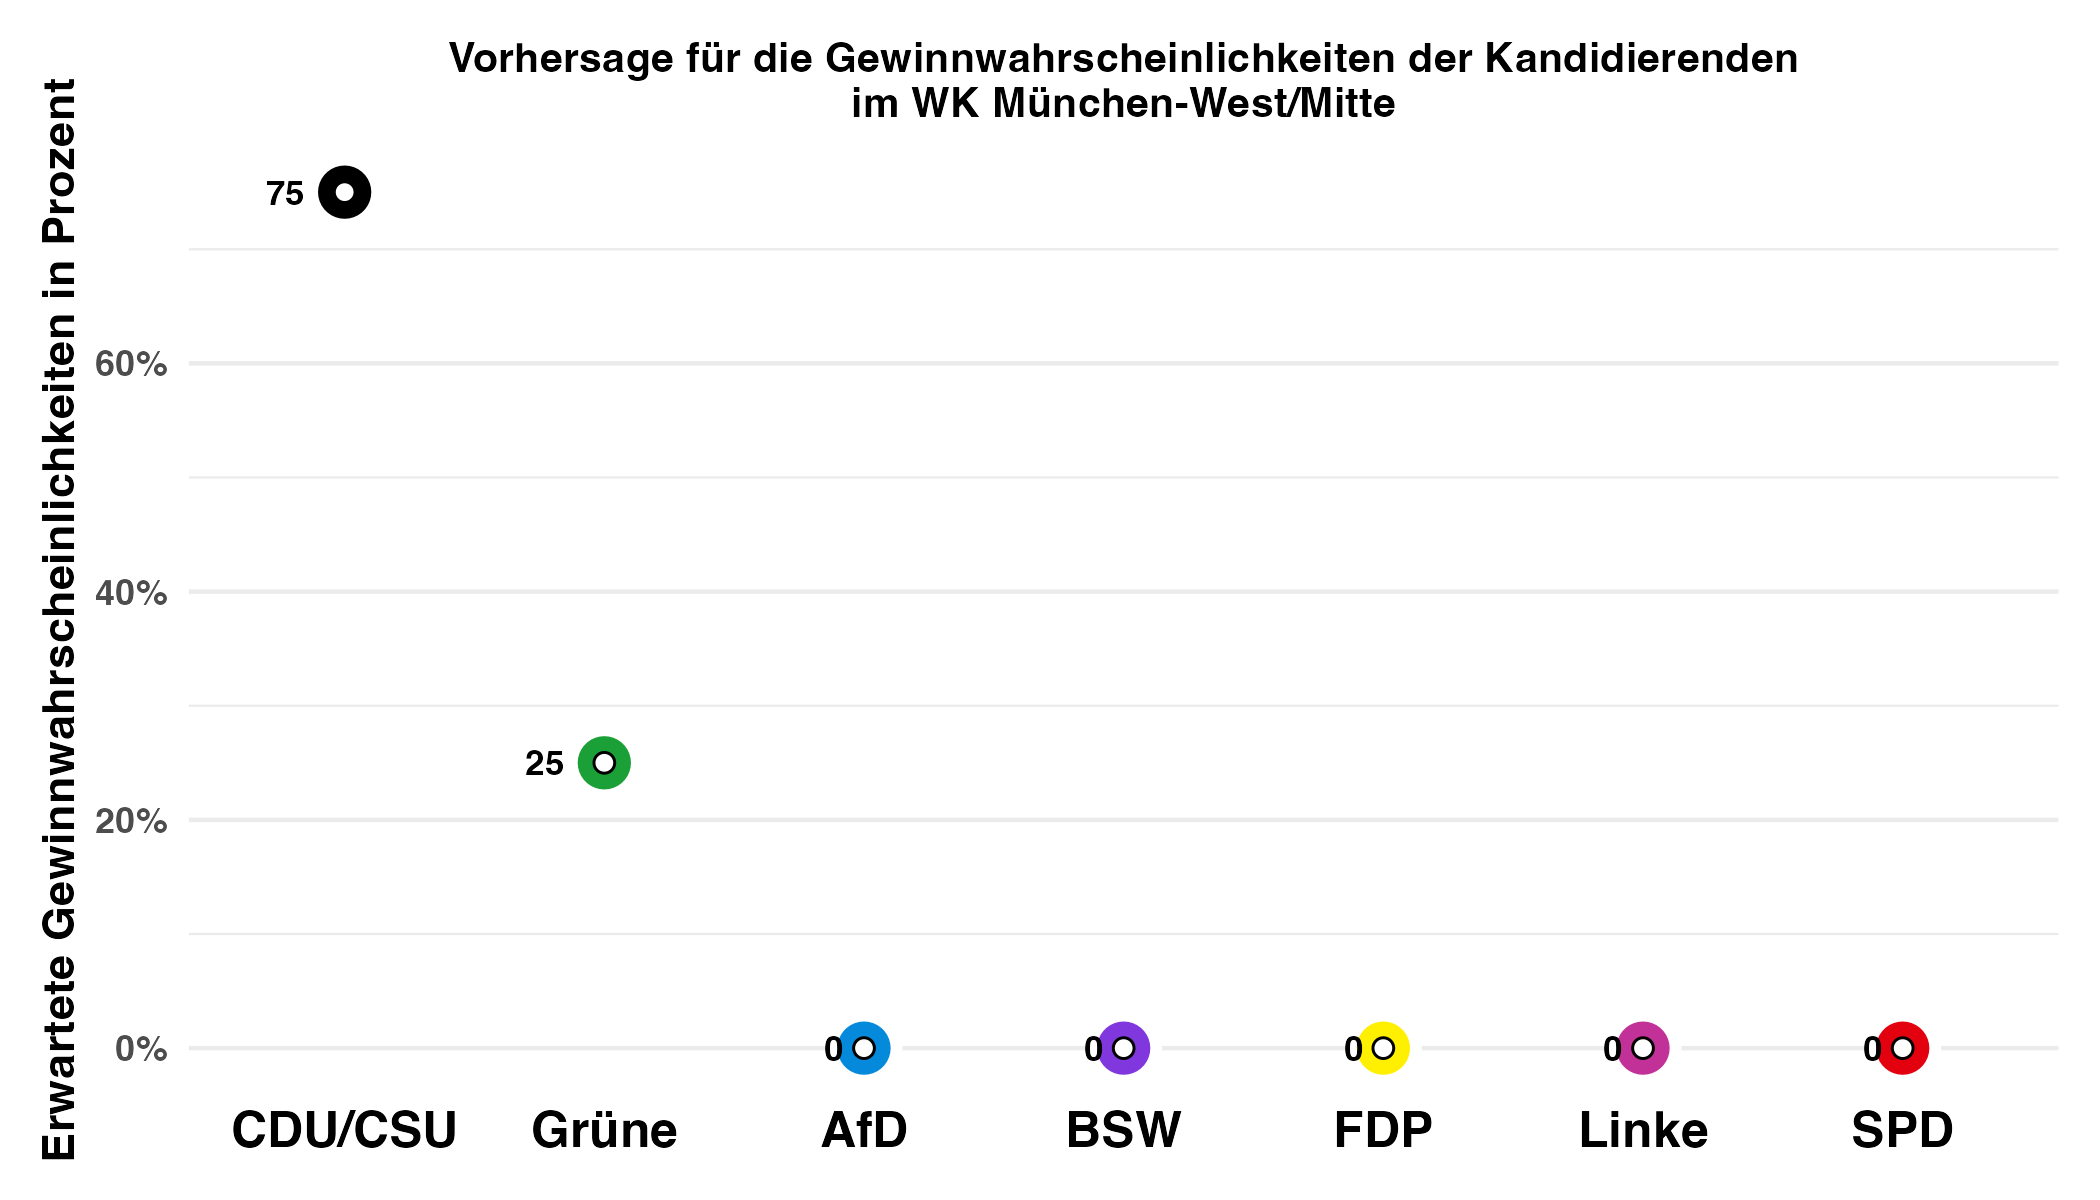 Vorhersage für die Gewinnwahrscheinlichkeiten der Kandidierenden
im WK München-West/Mitte
Erwartete Gewinnwahrscheinlichkeiten in Prozent
75
60%
40%
25
20%
0%
0
0
0
0
0
CDU/CSU Grüne AfD BSW FDP Linke SPD